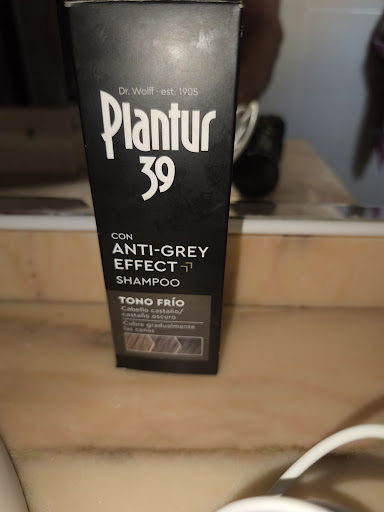 Dr. Wolff · est. 1905
Plantur
39
CON
ANTI-GREY
EFFECT
SHAMPOO
TONO FRÍO
Cabello castaño/
castaño oscuro
Cubre gradualmente
las canas